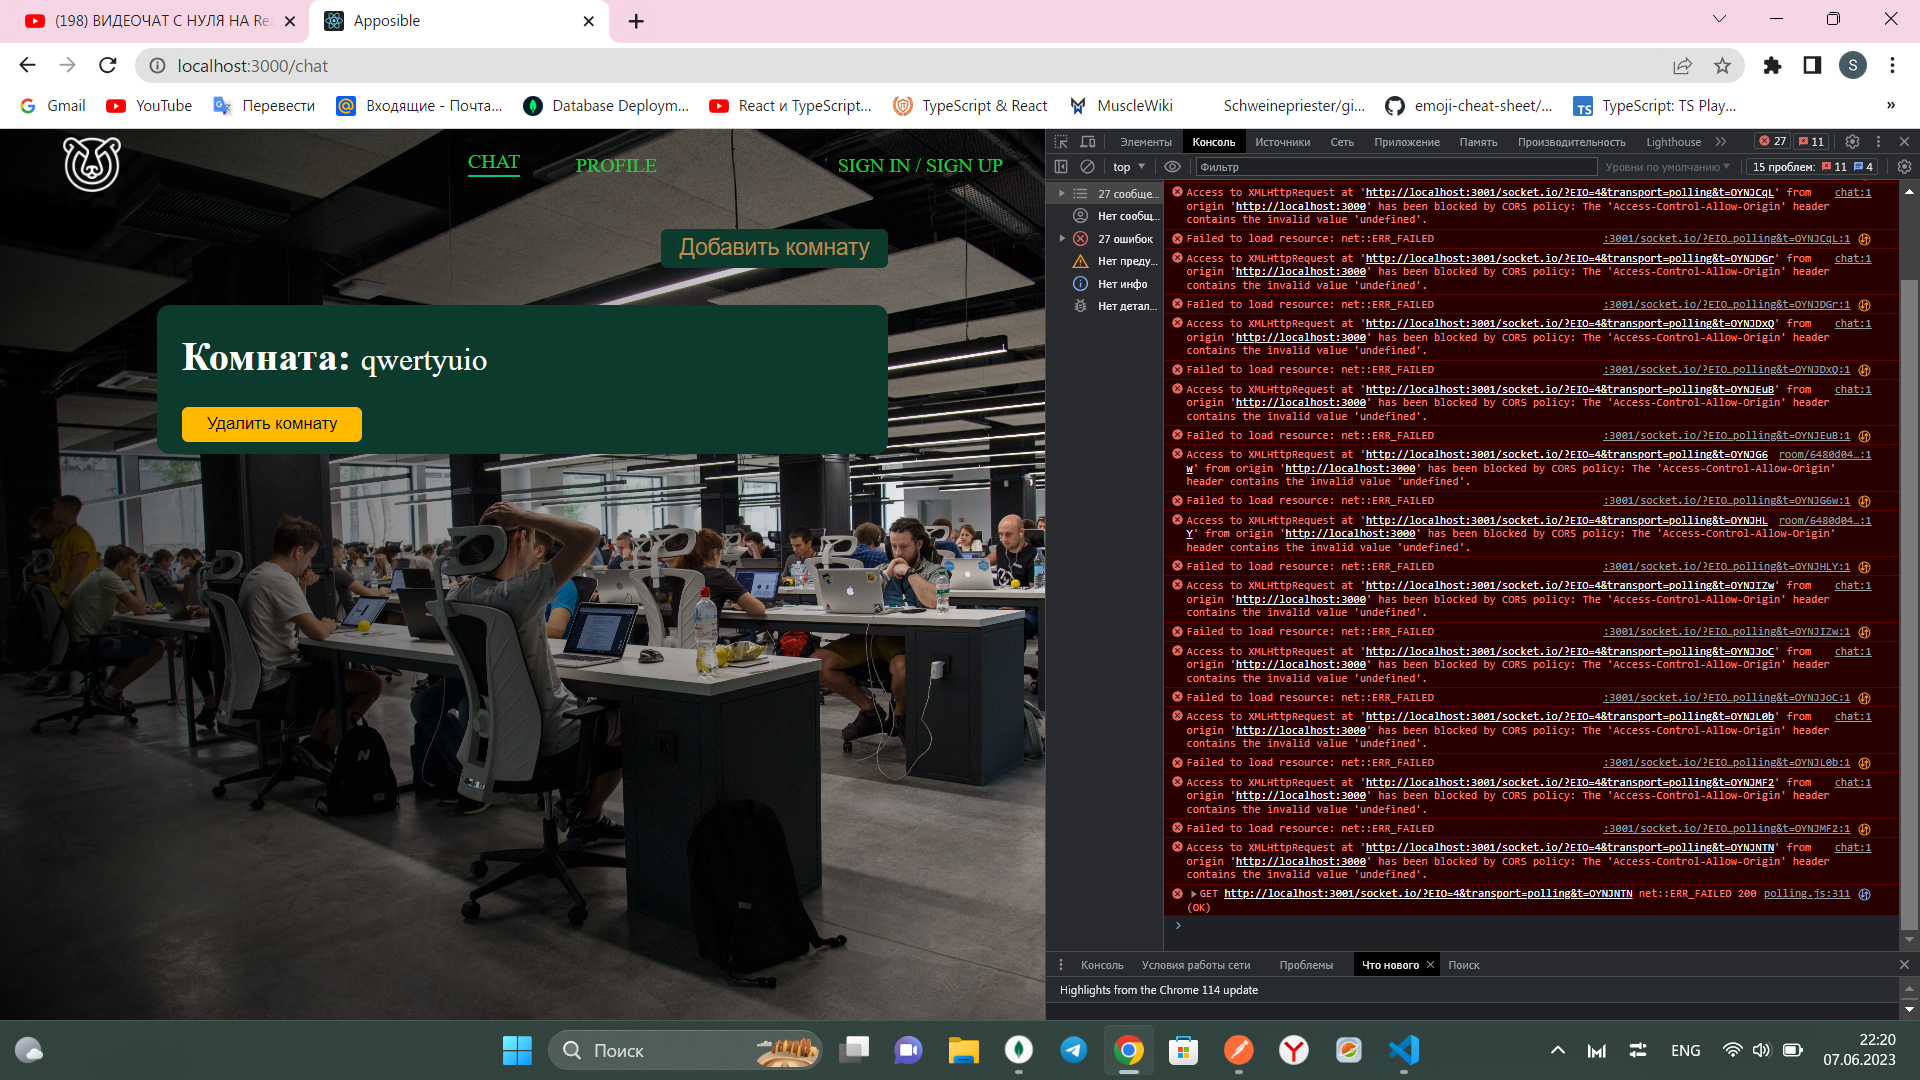 (198) ВИДЕОЧАТ С НУЛЯ НА Rea
Apposible
localhost:3000/chat
S
Gmail
YouTube
Перевести
Входящие - Почта...
Database Deploym...
React и TypeScript...
TypeScript & React
MuscleWiki
Schweinepriester/gi...
emoji-cheat-sheet/...
TypeScript: TS Play...
»
CHAT
PROFILE
SIGN IN / SIGN UP
Добавить комнату
Комната: qwertyuio
Удалить комнату
Элементы
Консоль
Источники
Сеть
Приложение
Память
Производительность
Lighthouse
27
11
top
Фильтр
Уровни по умолчанию
15 проблем: 11 4
27 сообще...
Нет сообщ...
27 ошибок
Нет преду...
Нет инфо
Нет детал...
Access to XMLHttpRequest at 'http://localhost:3001/socket.io/?EIO=4&transport=polling&t=OYNJCqL' from chat:1
origin 'http://localhost:3000' has been blocked by CORS policy: The 'Access-Control-Allow-Origin' header
contains the invalid value 'undefined'.
Failed to load resource: net::ERR_FAILED :3001/socket.io/?EIO…polling&t=OYNJCqL:1
Access to XMLHttpRequest at 'http://localhost:3001/socket.io/?EIO=4&transport=polling&t=OYNJDGr' from chat:1
origin 'http://localhost:3000' has been blocked by CORS policy: The 'Access-Control-Allow-Origin' header
contains the invalid value 'undefined'.
Failed to load resource: net::ERR_FAILED :3001/socket.io/?EIO…polling&t=OYNJDGr:1
Access to XMLHttpRequest at 'http://localhost:3001/socket.io/?EIO=4&transport=polling&t=OYNJDxQ' from chat:1
origin 'http://localhost:3000' has been blocked by CORS policy: The 'Access-Control-Allow-Origin' header
contains the invalid value 'undefined'.
Failed to load resource: net::ERR_FAILED :3001/socket.io/?EIO…polling&t=OYNJDxQ:1
Access to XMLHttpRequest at 'http://localhost:3001/socket.io/?EIO=4&transport=polling&t=OYNJEuB' from chat:1
origin 'http://localhost:3000' has been blocked by CORS policy: The 'Access-Control-Allow-Origin' header
contains the invalid value 'undefined'.
Failed to load resource: net::ERR_FAILED :3001/socket.io/?EIO…polling&t=OYNJEuB:1
Access to XMLHttpRequest at 'http://localhost:3001/socket.io/?EIO=4&transport=polling&t=OYNJG6 room/6480d04…:1
w' from origin 'http://localhost:3000' has been blocked by CORS policy: The 'Access-Control-Allow-Origin'
header contains the invalid value 'undefined'.
Failed to load resource: net::ERR_FAILED :3001/socket.io/?EIO…polling&t=OYNJG6w:1
Access to XMLHttpRequest at 'http://localhost:3001/socket.io/?EIO=4&transport=polling&t=OYNJHL room/6480d04…:1
Y' from origin 'http://localhost:3000' has been blocked by CORS policy: The 'Access-Control-Allow-Origin'
header contains the invalid value 'undefined'.
Failed to load resource: net::ERR_FAILED :3001/socket.io/?EIO…polling&t=OYNJHLY:1
Access to XMLHttpRequest at 'http://localhost:3001/socket.io/?EIO=4&transport=polling&t=OYNJIZw' from chat:1
origin 'http://localhost:3000' has been blocked by CORS policy: The 'Access-Control-Allow-Origin' header
contains the invalid value 'undefined'.
Failed to load resource: net::ERR_FAILED :3001/socket.io/?EIO…polling&t=OYNJIZw:1
Access to XMLHttpRequest at 'http://localhost:3001/socket.io/?EIO=4&transport=polling&t=OYNJJoC' from chat:1
origin 'http://localhost:3000' has been blocked by CORS policy: The 'Access-Control-Allow-Origin' header
contains the invalid value 'undefined'.
Failed to load resource: net::ERR_FAILED :3001/socket.io/?EIO…polling&t=OYNJJoC:1
Access to XMLHttpRequest at 'http://localhost:3001/socket.io/?EIO=4&transport=polling&t=OYNJL0b' from chat:1
origin 'http://localhost:3000' has been blocked by CORS policy: The 'Access-Control-Allow-Origin' header
contains the invalid value 'undefined'.
Failed to load resource: net::ERR_FAILED :3001/socket.io/?EIO…polling&t=OYNJL0b:1
Access to XMLHttpRequest at 'http://localhost:3001/socket.io/?EIO=4&transport=polling&t=OYNJMF2' from chat:1
origin 'http://localhost:3000' has been blocked by CORS policy: The 'Access-Control-Allow-Origin' header
contains the invalid value 'undefined'.
Failed to load resource: net::ERR_FAILED :3001/socket.io/?EIO…polling&t=OYNJMF2:1
Access to XMLHttpRequest at 'http://localhost:3001/socket.io/?EIO=4&transport=polling&t=OYNJNTN' from chat:1
origin 'http://localhost:3000' has been blocked by CORS policy: The 'Access-Control-Allow-Origin' header
contains the invalid value 'undefined'.
GET http://localhost:3001/socket.io/?EIO=4&transport=polling&t=OYNJNTN net::ERR_FAILED 200 polling.js:311
(OK)
Консоль
Условия работы сети
Проблемы
Что нового
Поиск
Highlights from the Chrome 114 update
Поиск
ENG
22:20
07.06.2023